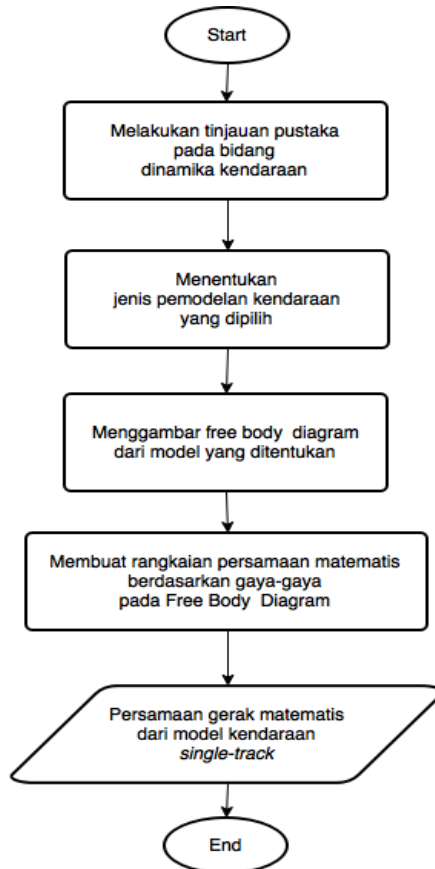 Start
Melakukan tinjauan pustaka
pada bidang
dinamika kendaraan
Menentukan
jenis pemodelan kendaraan
yang dipilih
Menggambar free body diagram
dari model yang ditentukan
Membuat rangkaian persamaan matematis
berdasarkan gaya-gaya
pada Free Body Diagram
Persamaan gerak matematis
dari model kendaraan
single-track
End